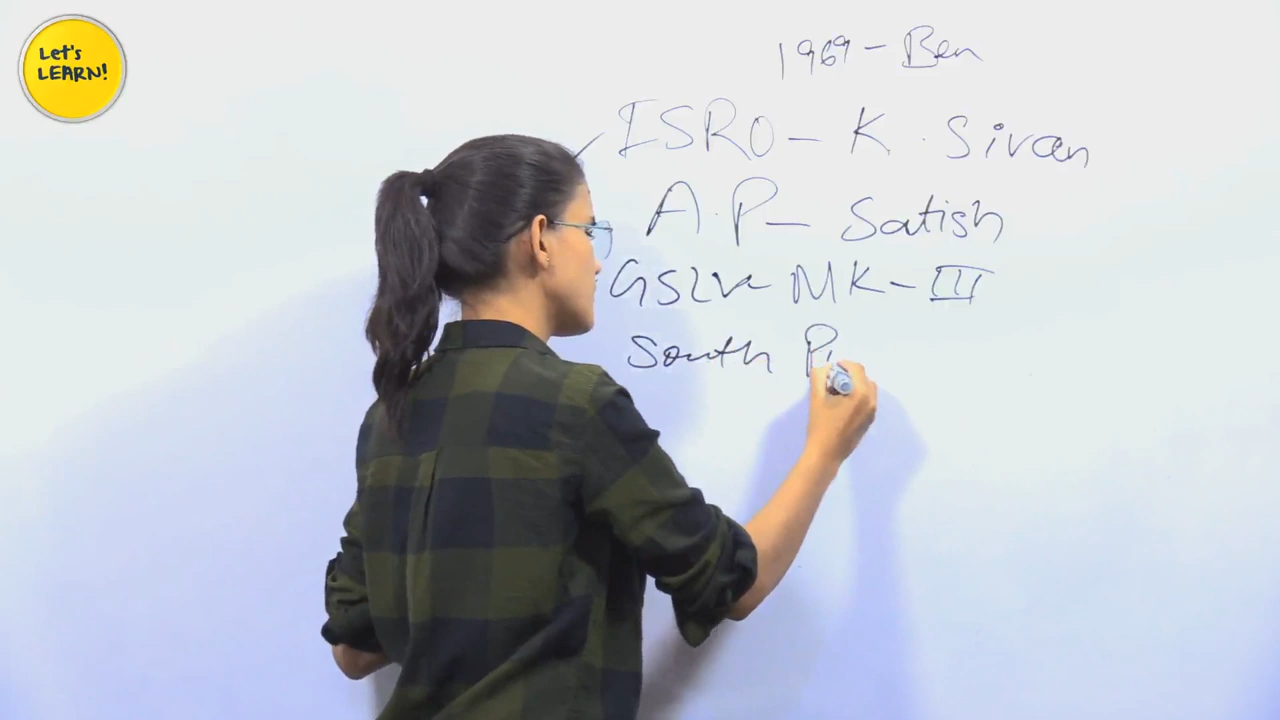 Let's
LEARN!
1969 - Ben
ISRO - K. Sivan
A.P - Satish
GSLV MK - III
South P